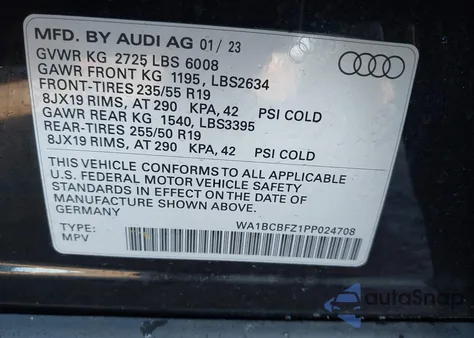 MFD. BY AUDI AG 01/23
GVWR KG 2725 LBS 6008
GAWR FRONT KG 1195, LBS2634
FRONT-TIRES 235/55 R19
8JX19 RIMS, AT 290 KPA, 42 PSI COLD
GAWR REAR KG 1540, LBS3395
REAR-TIRES 255/50 R19
8JX19 RIMS, AT 290 KPA, 42 PSI COLD
THIS VEHICLE CONFORMS TO ALL APPLICABLE
U.S. FEDERAL MOTOR VEHICLE SAFETY
STANDARDS IN EFFECT ON THE DATE OF
MANUFACTURE SHOWN ABOVE.
WA1BCBFZ1PP024708
TYPE:
MPV
autoSnap